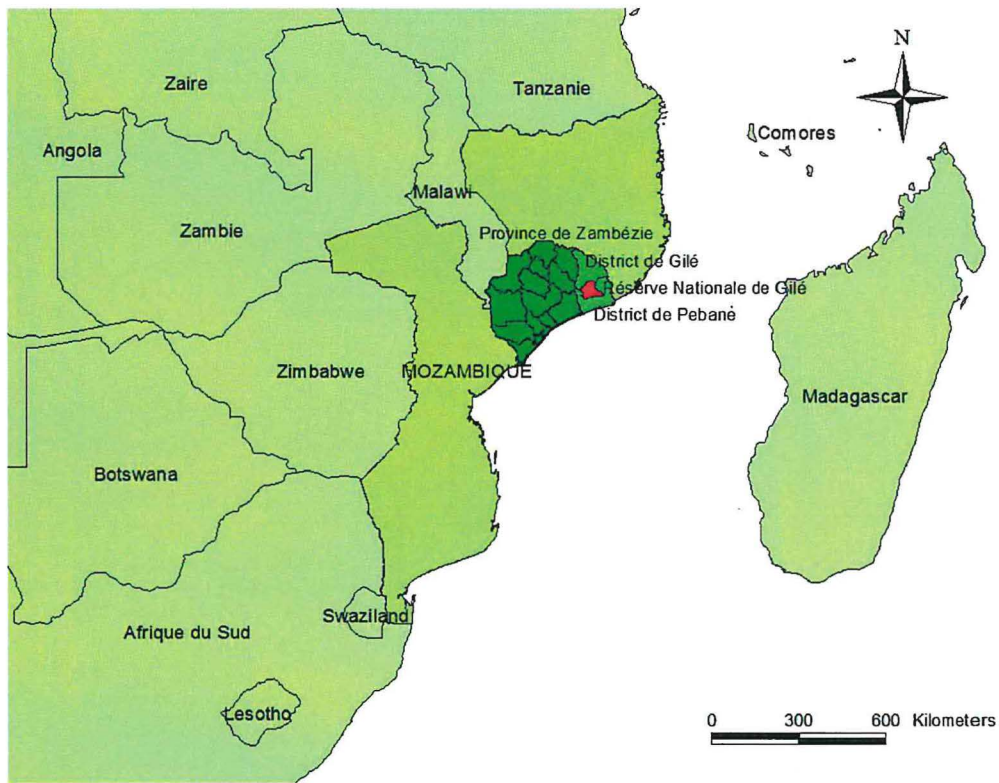 N
Zaire
Tanzanie
Comores
Angola
Malawi
Zambie
Province de Zambézie
District de Gilé
Réserve Nationale de Gilé
District de Pebané
Zimbabwe
MOZAMBIQUE
Madagascar
Botswana
Swaziland
Afrique du Sud
Lesotho
0 300 600 Kilometers